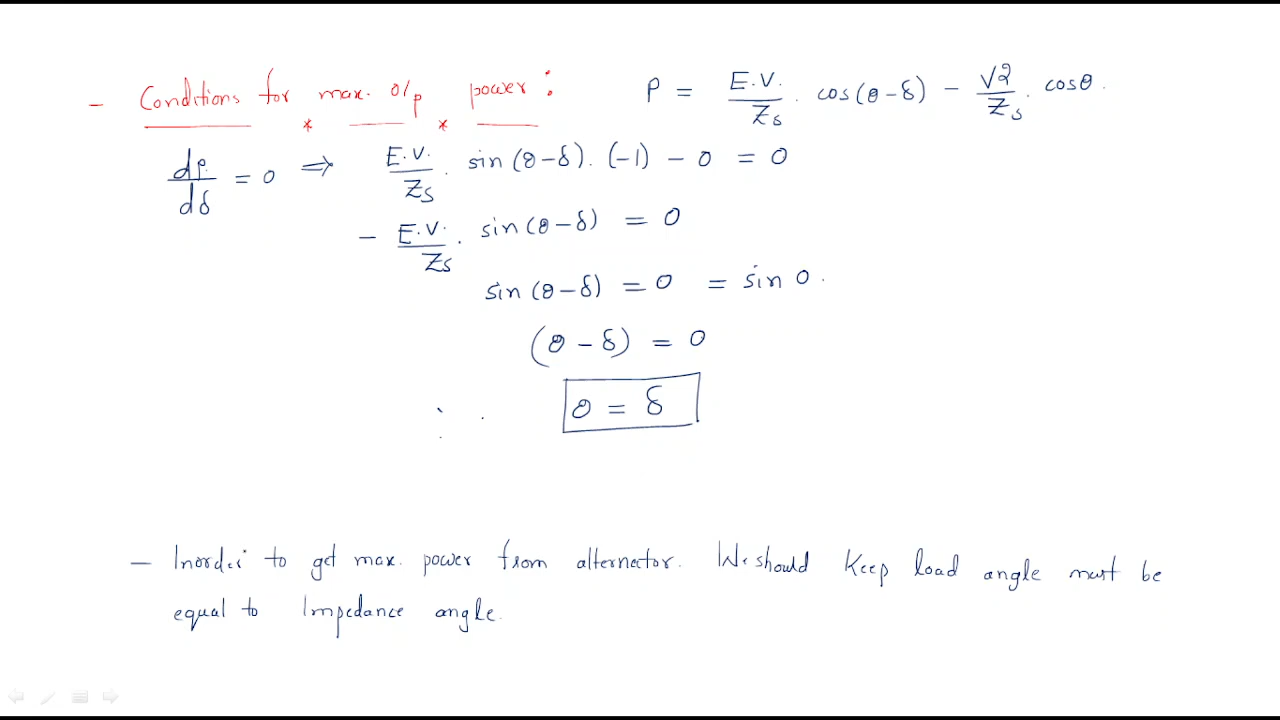 - Conditions for max. o/p power :
P = E.V./Zs . cos(θ-δ) - V2/Zs . cosθ.
dP/dδ = 0 ⇒ E.V./Zs . sin(θ-δ). (-1) - 0 = 0
- E.V./Zs . sin(θ-δ) = 0
sin(θ-δ) = 0 = sin 0.
(θ-δ) = 0
θ = δ
- Inorder to get max. power from alternector. We should keep load angle must be
equal to Impedance angle.